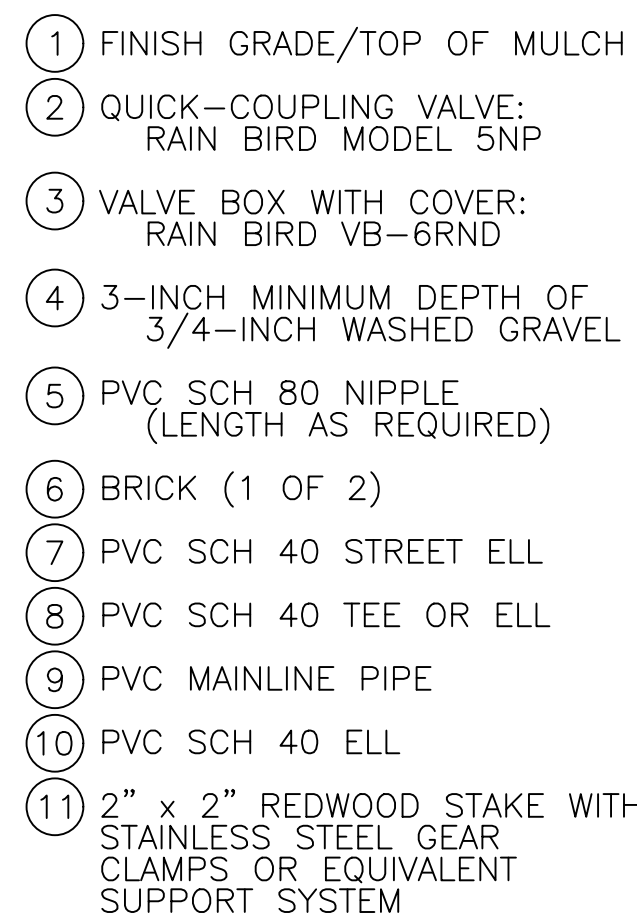 1 FINISH GRADE/TOP OF MULCH
2 QUICK-COUPLING VALVE:
RAIN BIRD MODEL 5NP
3 VALVE BOX WITH COVER:
RAIN BIRD VB-6RND
4 3-INCH MINIMUM DEPTH OF
3/4-INCH WASHED GRAVEL
5 PVC SCH 80 NIPPLE
(LENGTH AS REQUIRED)
6 BRICK (1 OF 2)
7 PVC SCH 40 STREET ELL
8 PVC SCH 40 TEE OR ELL
9 PVC MAINLINE PIPE
10 PVC SCH 40 ELL
11 2" x 2" REDWOOD STAKE WITH
STAINLESS STEEL GEAR
CLAMPS OR EQUIVALENT
SUPPORT SYSTEM